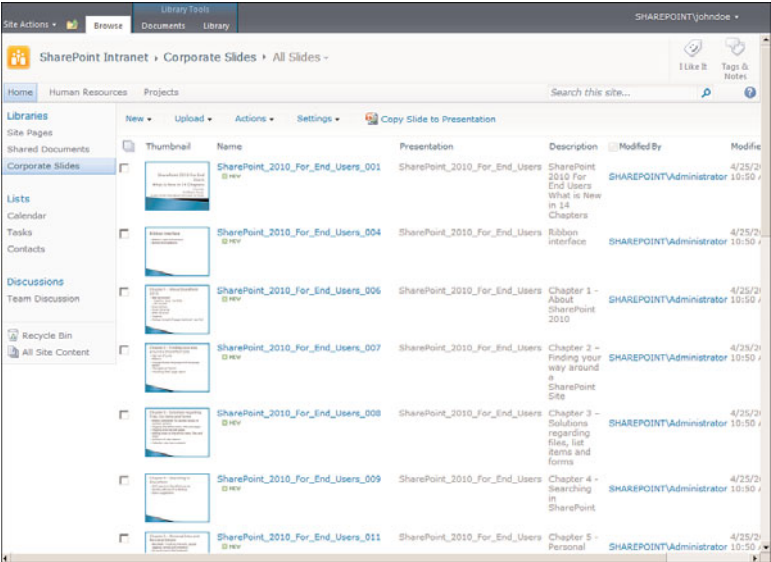 Library Tools
Site Actions
Browse
Documents
Library
SHAREPOINT\johndoe
SharePoint Intranet › Corporate Slides › All Slides
I Like It
Tags &
Notes
Home
Human Resources
Projects
Search this site...
Libraries
Site Pages
Shared Documents
Corporate Slides
Lists
Calendar
Tasks
Contacts
Discussions
Team Discussion
Recycle Bin
All Site Content
New
Upload
Actions
Settings
Copy Slide to Presentation
Thumbnail
Name
Presentation
Description
Modified By
Modifie
SharePoint_2010_For_End_Users_001
NEW
SharePoint_2010_For_End_Users
SharePoint
2010 For
End Users
What is New
in 14
Chapters
SHAREPOINT\Administrator
4/25/2
10:50
Ribbon interface
SharePoint_2010_For_End_Users_004
NEW
SharePoint_2010_For_End_Users
Ribbon
interface
SHAREPOINT\Administrator
4/25/2
10:50
SharePoint_2010_For_End_Users_006
NEW
SharePoint_2010_For_End_Users
Chapter 1 -
About
SharePoint
2010
SHAREPOINT\Administrator
4/25/2
10:50
SharePoint_2010_For_End_Users_007
NEW
SharePoint_2010_For_End_Users
Chapter 2 –
Finding your
way around
a
SharePoint
Site
SHAREPOINT\Administrator
4/25/2
10:50
SharePoint_2010_For_End_Users_008
NEW
SharePoint_2010_For_End_Users
Chapter 3 –
Solutions
regarding
files, list
items and
forms
SHAREPOINT\Administrator
4/25/2
10:50
SharePoint_2010_For_End_Users_009
NEW
SharePoint_2010_For_End_Users
Chapter 4 -
Searching
in
SharePoint
SHAREPOINT\Administrator
4/25/2
10:50
SharePoint_2010_For_End_Users_011
NEW
SharePoint_2010_For_End_Users
Chapter 5 -
Personal
SHAREPOINT\Administrator
4/25/2
10:50